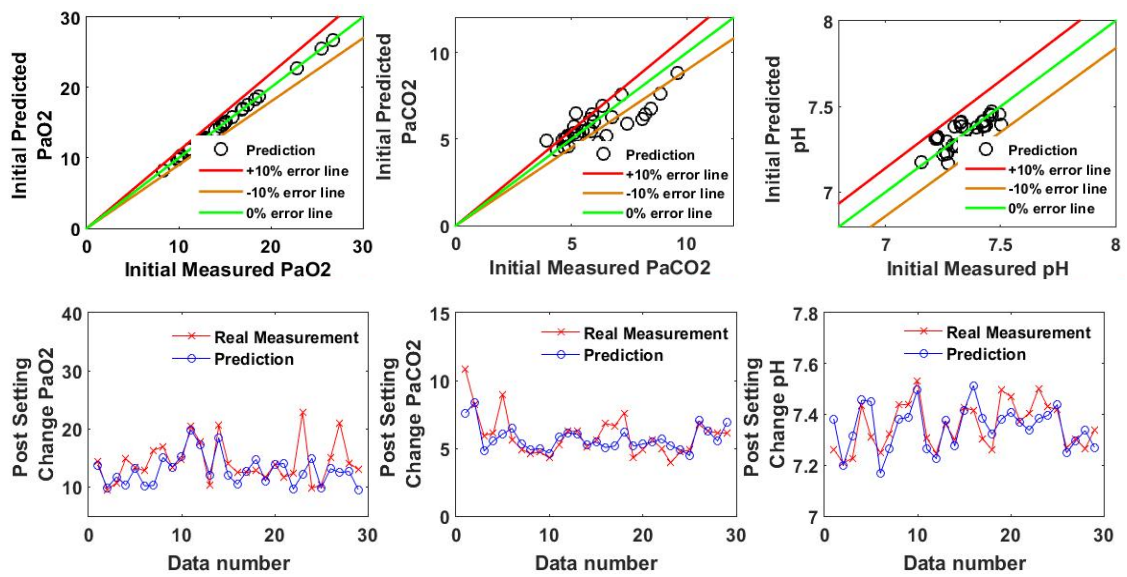 30
20
10
0
0
10
20
30
Initial Predicted
PaO2
Initial Measured PaO2
Prediction
+10% error line
-10% error line
0% error line
10
5
0
0
5
10
Initial Predicted
PaCO2
Initial Measured PaCO2
Prediction
+10% error line
-10% error line
0% error line
8
7.5
7
7
7.5
8
Initial Predicted
pH
Initial Measured pH
Prediction
+10% error line
-10% error line
0% error line
40
30
20
10
0
10
20
30
Post Setting
Change PaO2
Data number
Real Measurement
Prediction
15
10
5
0
0
10
20
30
Post Setting
Change PaCO2
Data number
Real Measurement
Prediction
7.8
7.6
7.4
7.2
7
0
10
20
30
Post Setting
Change pH
Data number
Real Measurement
Prediction